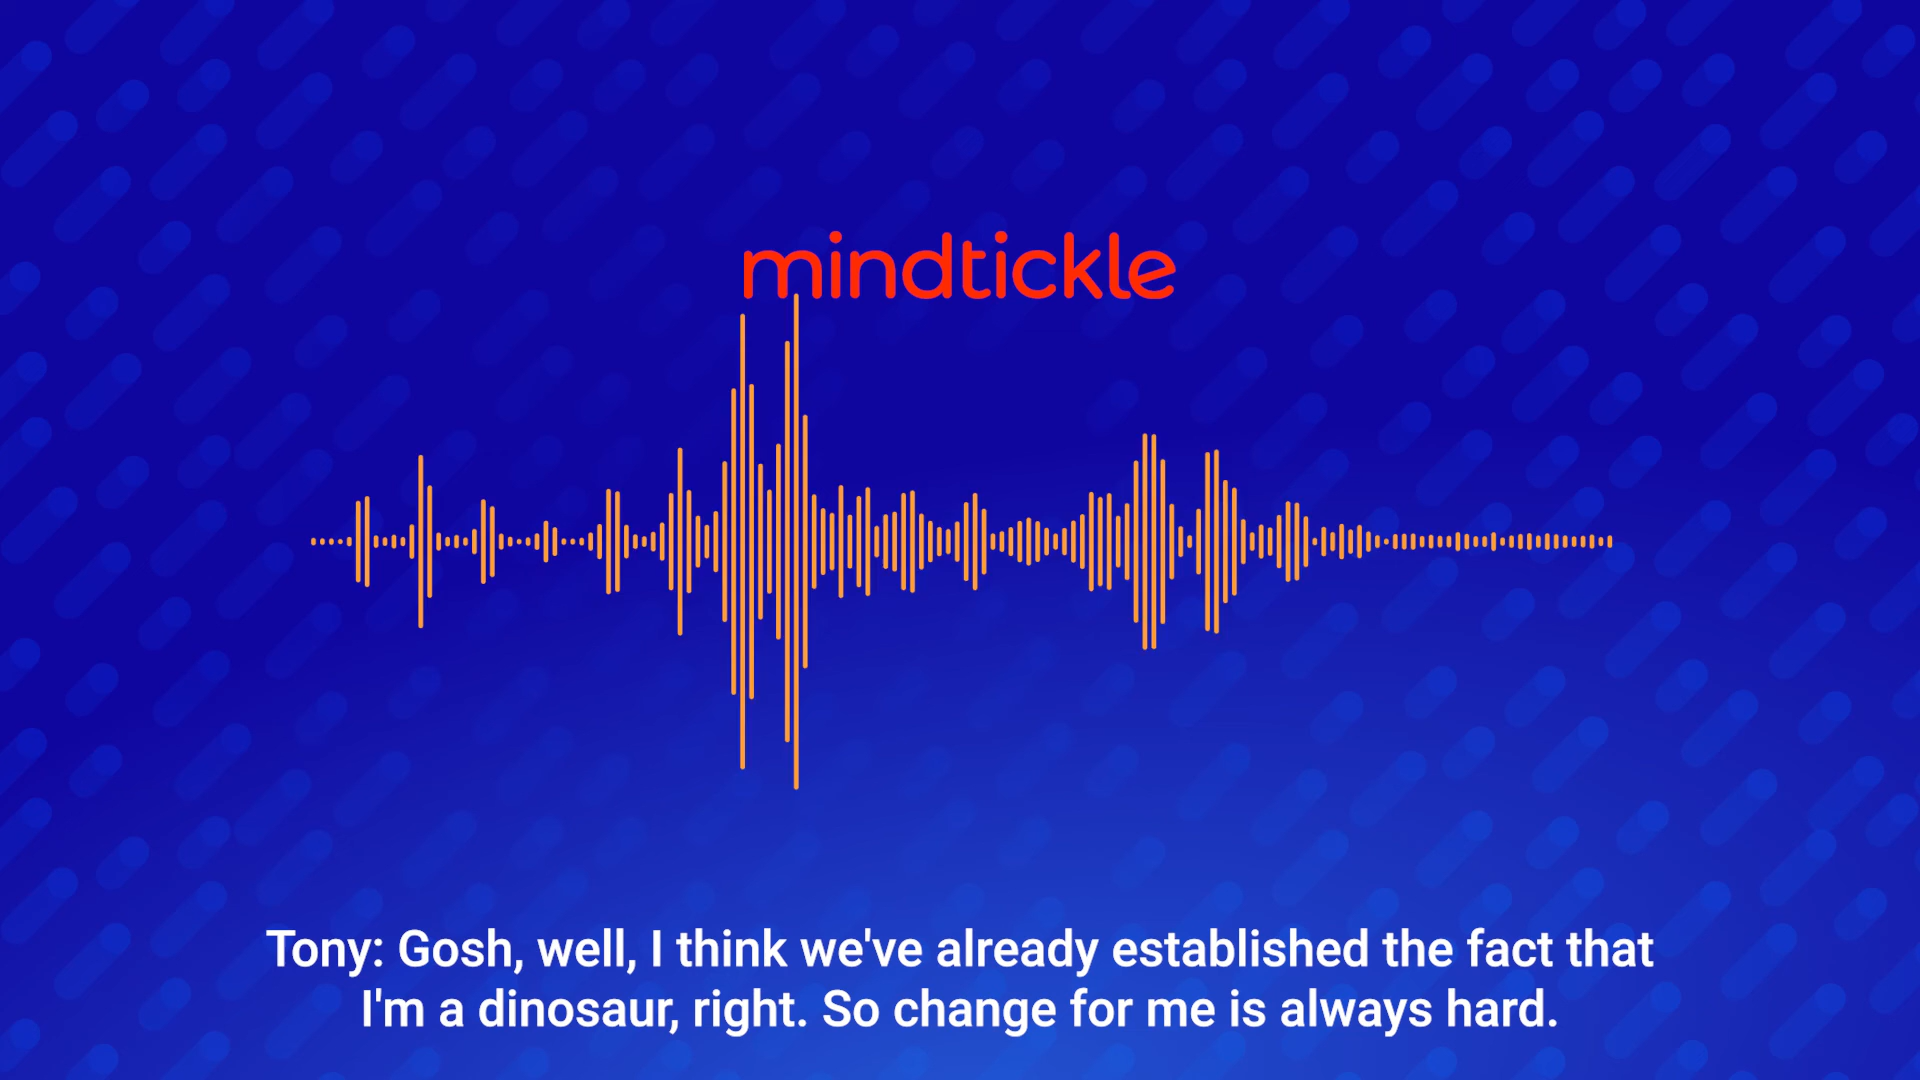 mindtickle
Tony: Gosh, well, I think we've already established the fact that
I'm a dinosaur, right. So change for me is always hard.